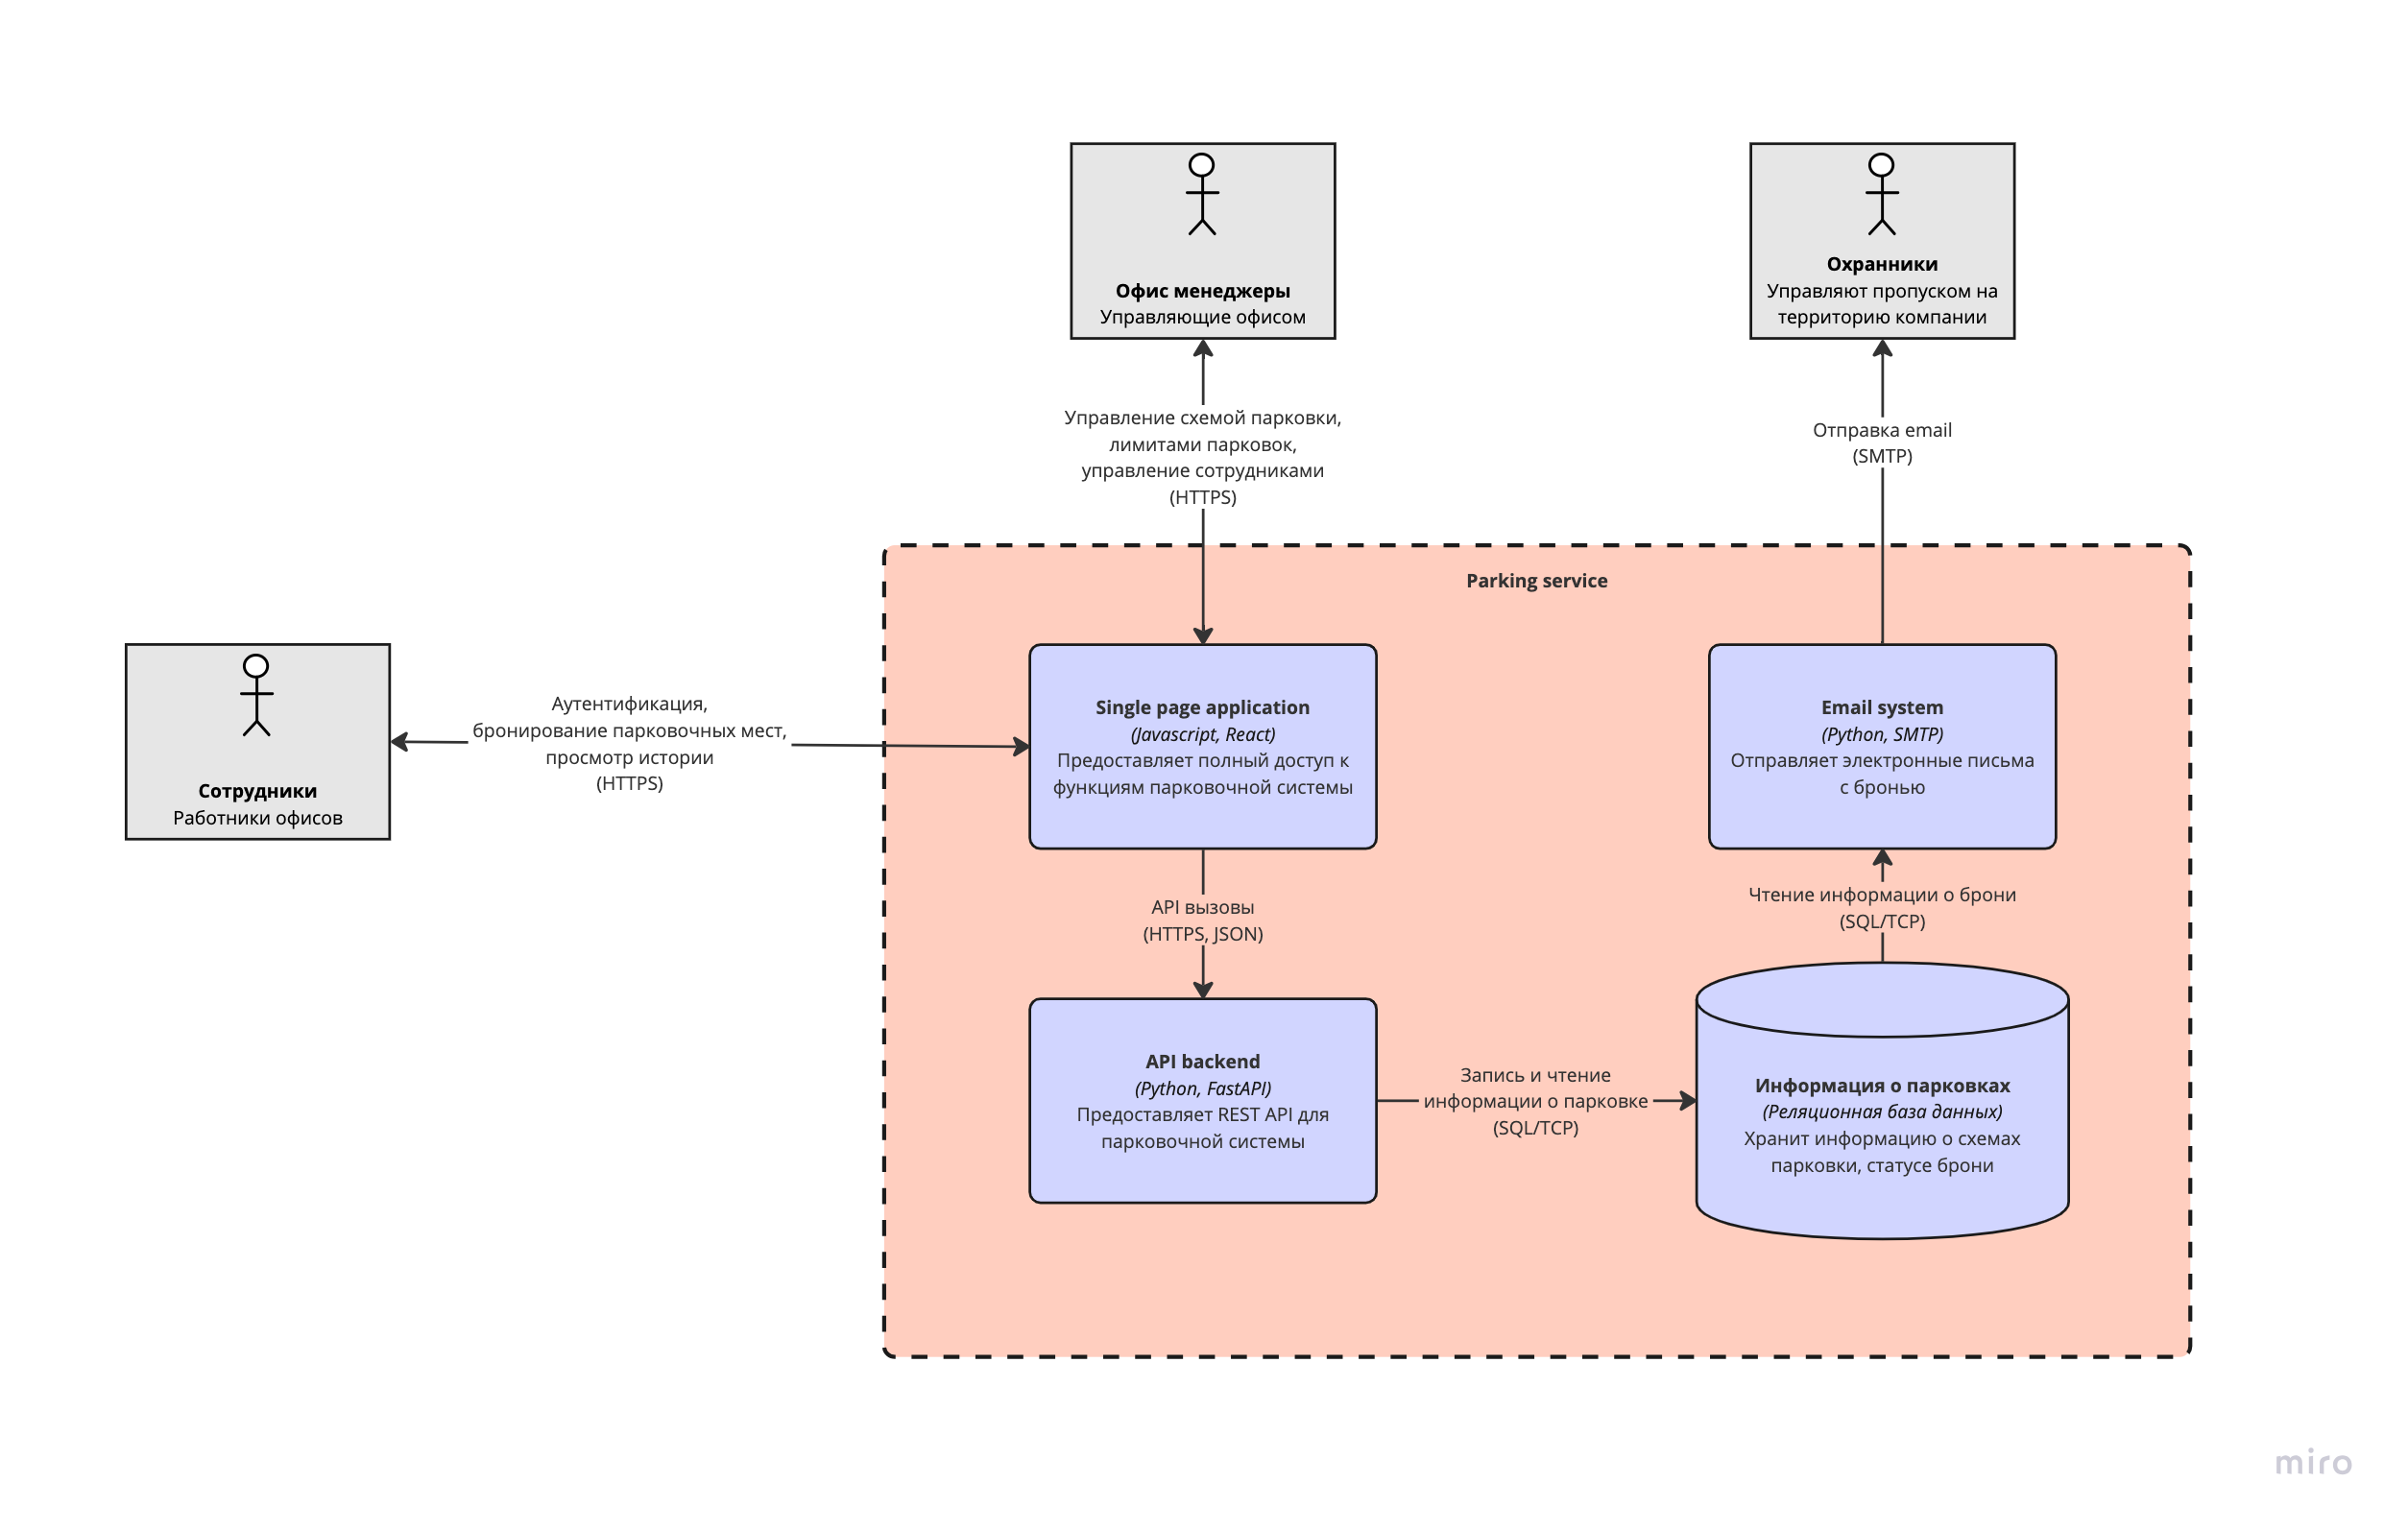 Офис менеджеры
Управляющие офисом
Охранники
Управляют пропуском на
территорию компании
Управление схемой парковки,
лимитами парковок,
управление сотрудниками
(HTTPS)
Отправка email
(SMTP)
Parking service
Сотрудники
Работники офисов
Аутентификация,
бронирование парковочных мест,
просмотр истории
(HTTPS)
Single page application
(Javascript, React)
Предоставляет полный доступ к
функциям парковочной системы
Email system
(Python, SMTP)
Отправляет электронные письма
с бронью
API вызовы
(HTTPS, JSON)
Чтение информации о брони
(SQL/TCP)
API backend
(Python, FastAPI)
Предоставляет REST API для
парковочной системы
Запись и чтение
информации о парковке
(SQL/TCP)
Информация о парковках
(Реляционная база данных)
Хранит информацию о схемах
парковки, статусе брони
miro